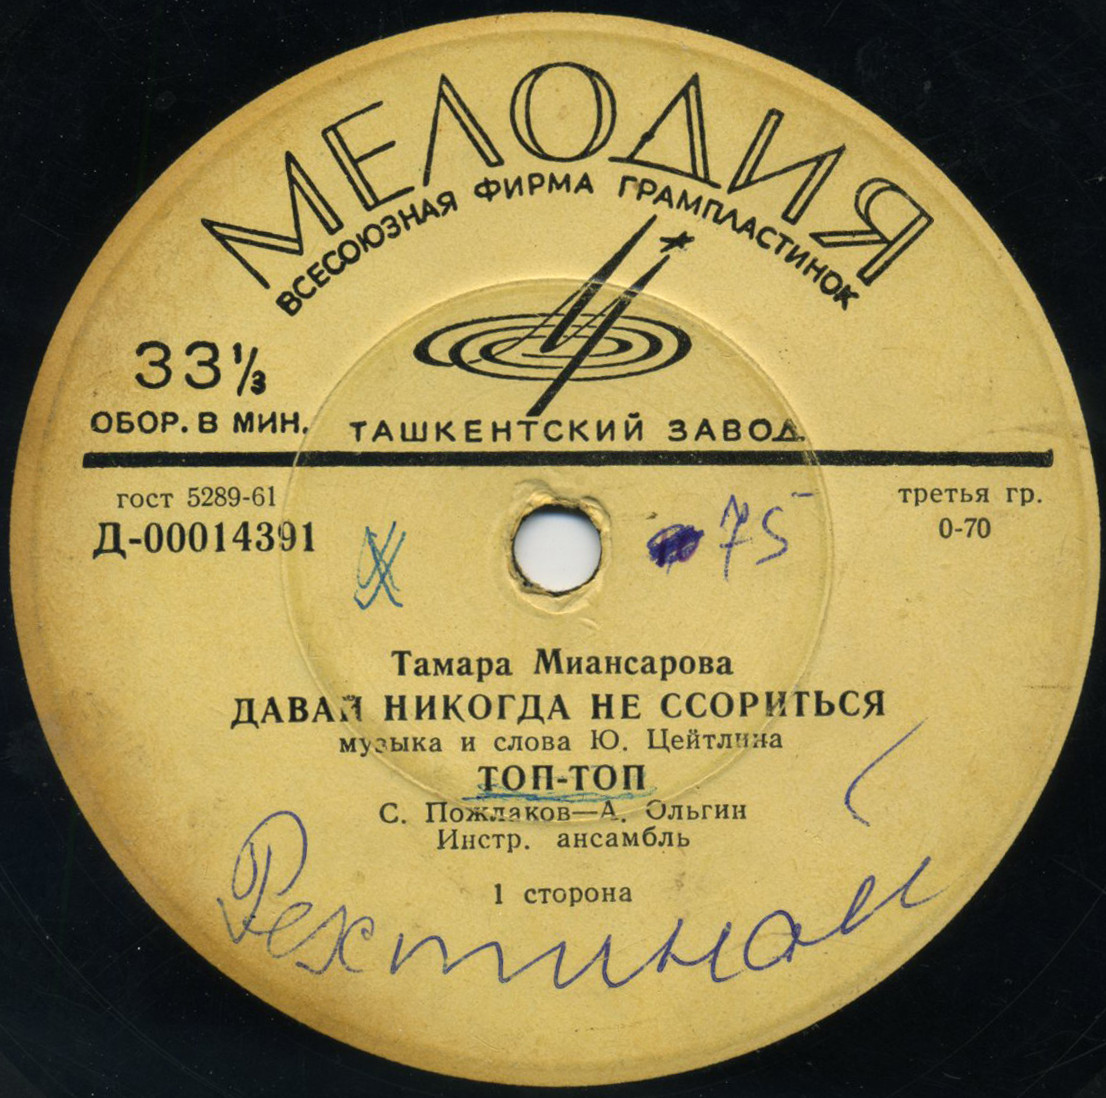 МЕЛОДИЯ
ВСЕСОЮЗНАЯ ФИРМА ГРАМПЛАСТИНОК
33⅓
ОБОР. В МИН.
ТАШКЕНТСКИЙ ЗАВОД.
гост 5289-61
Д-00014391
третья гр.
0-70
75
Тамара Миансарова
ДАВАЙ НИКОГДА НЕ ССОРИТЬСЯ
музыка и слова Ю. Цейтлина
ТОП-ТОП
С. Пожлаков—А. Ольгин
Инстр. ансамбль
1 сторона